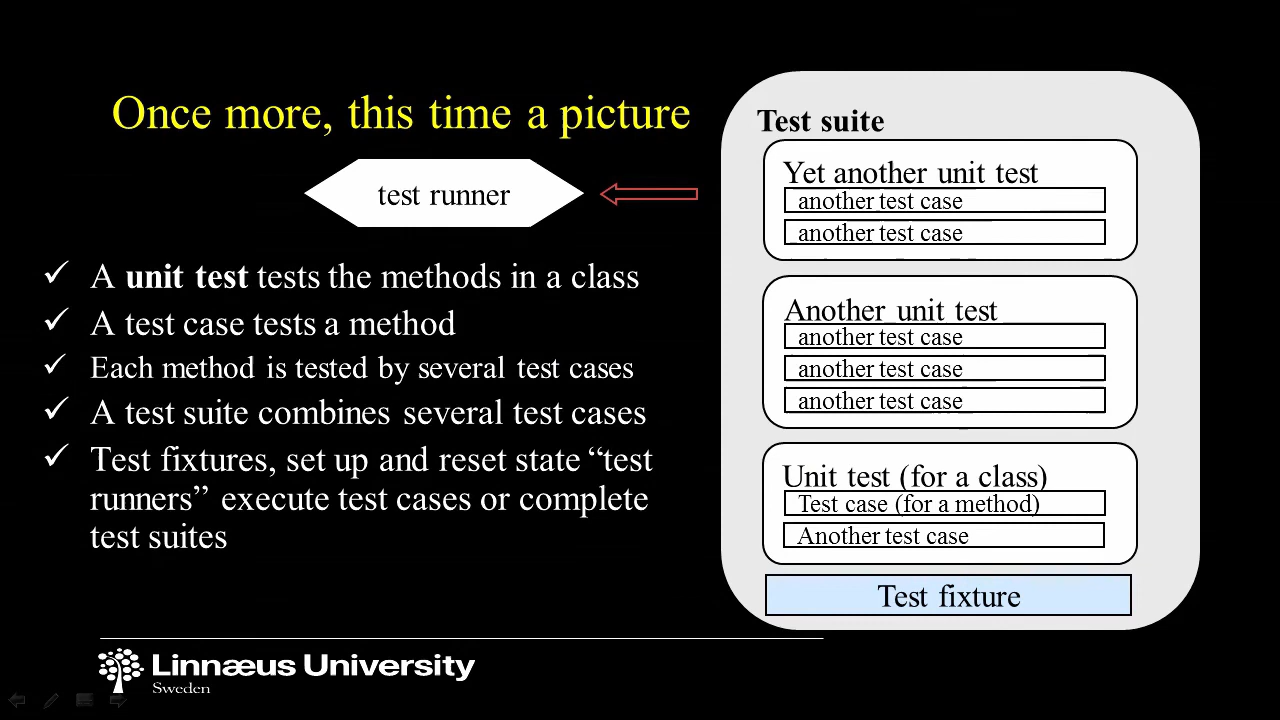 Once more, this time a picture
test runner
A unit test tests the methods in a class
A test case tests a method
Each method is tested by several test cases
A test suite combines several test cases
Test fixtures, set up and reset state “test
runners” execute test cases or complete
test suites
Test suite
Yet another unit test
another test case
another test case
Another unit test
another test case
another test case
another test case
Unit test (for a class)
Test case (for a method)
Another test case
Test fixture
Linnæus University
Sweden